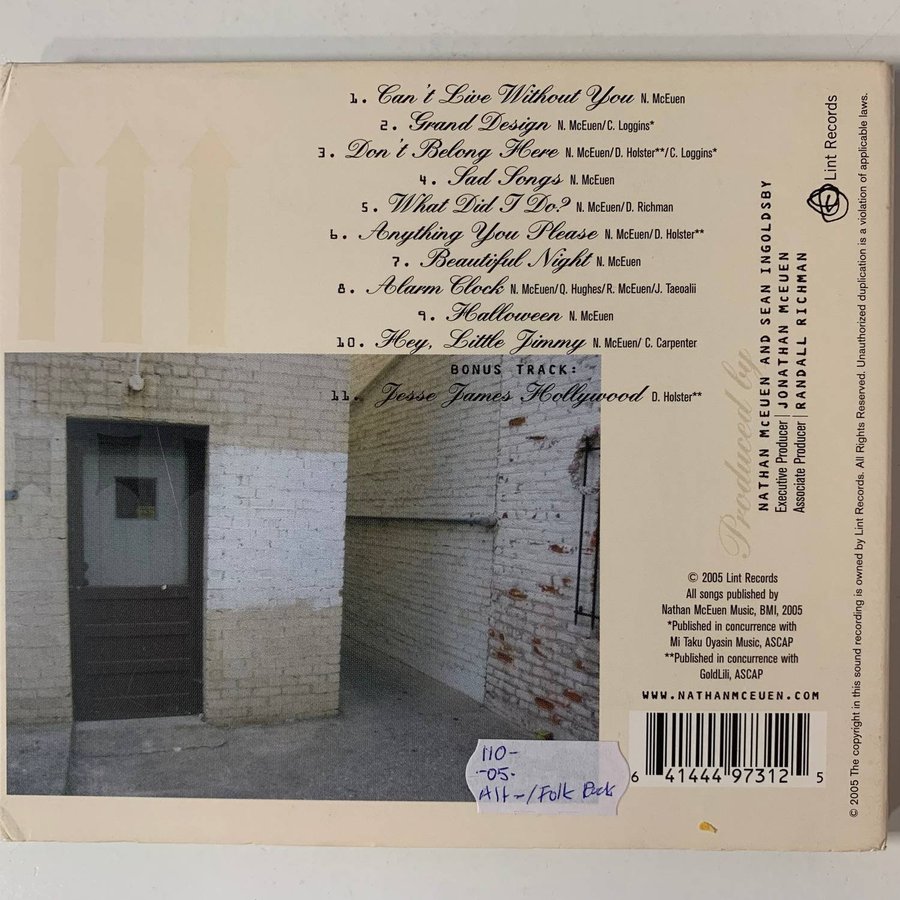 1. Can't Live Without You N. McEuen
2. Grand Design N. McEuen/C. Loggins*
3. Don't Belong Here N. McEuen/D. Holster**/C. Loggins*
4. Sad Songs N. McEuen
5. What Did I Do? N. McEuen/D. Richman
6. Anything You Please N. McEuen/D. Holster**
7. Beautiful Night N. McEuen
8. Alarm Clock N. McEuen/Q. Hughes/R. McEuen/J. Taeoalii
9. Halloween N. McEuen
10. Hey, Little Jimmy N. McEuen/ C. Carpenter
BONUS TRACK:
11. Jesse James Hollywood D. Holster**
Produced by
NATHAN McEUEN AND SEAN INGOLDSBY
Executive Producer | JONATHAN McEUEN
Associate Producer | RANDALL RICHMAN
Lint Records
© 2005 Lint Records
All songs published by
Nathan McEuen Music, BMI, 2005
*Published in concurrence with
Mi Taku Oyasin Music, ASCAP
**Published in concurrence with
GoldLili, ASCAP
WWW.NATHANMCEUEN.COM
6 41444 97312 5
© 2005 The copyright in this sound recording is owned by Lint Records. All Rights Reserved. Unauthorized duplication is a violation of applicable laws.
110-
-05-
Alt-/Folk Rock